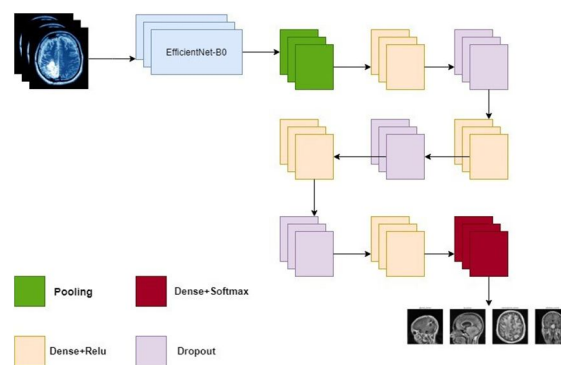 EfficientNet-B0
Pooling
Dense+Softmax
Dense+Relu
Dropout